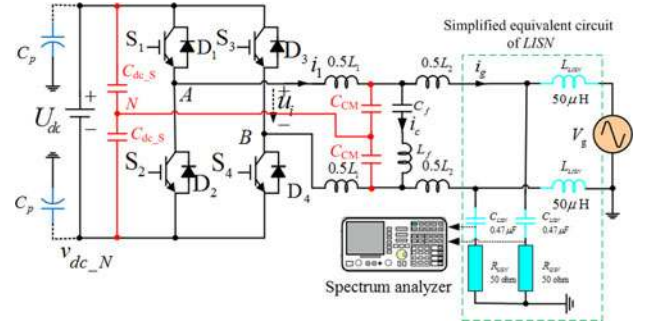 Simplified equivalent circuit
of LISN
C_p
S_1
D_1
S_3
D_3
i_1
0.5L_1
0.5L_2
i_g
L_LISN
50μH
C_dc_S
N
A
u_i
C_CM
C_f
i_c
V_g
U_dc
+
−
+
−
C_dc_S
B
C_CM
L_f
S_2
D_2
S_4
D_4
0.5L_1
0.5L_2
L_LISN
50μH
C_p
v_dc_N
C_LISN
0.47μF
C_LISN
0.47μF
R_LISN
50 ohm
R_LISN
50 ohm
Spectrum analyzer